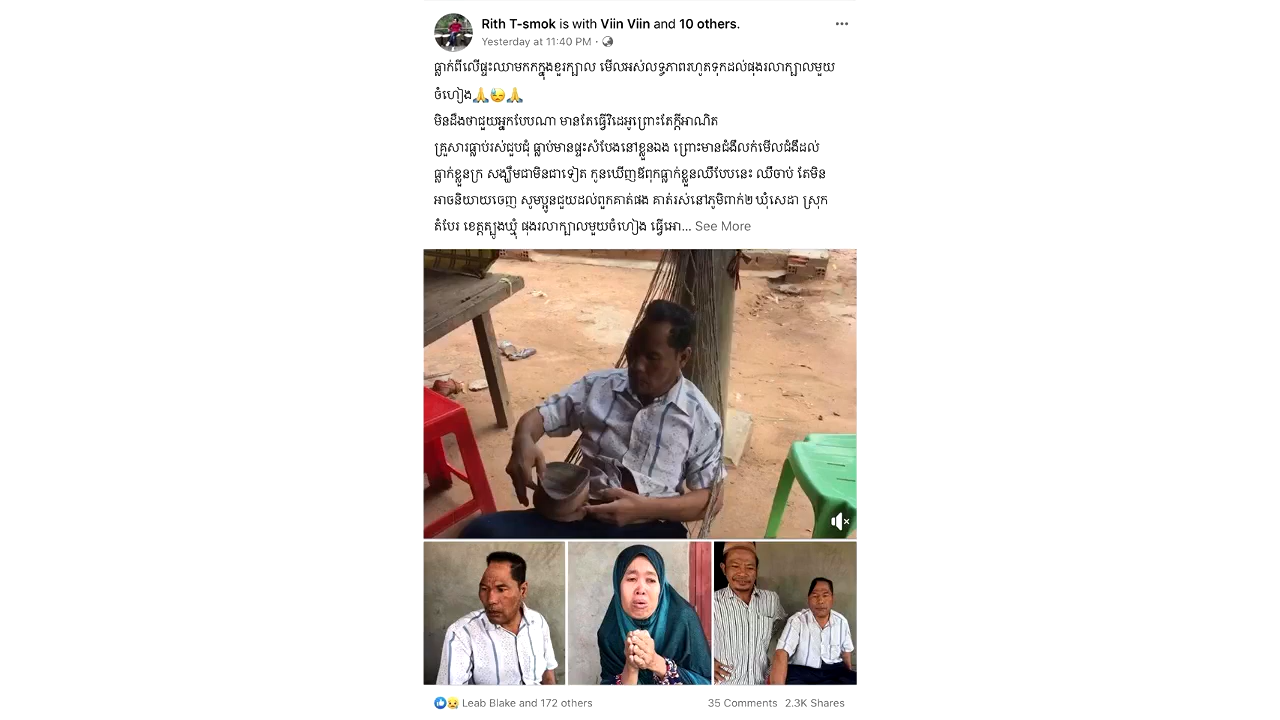 Rith T-smok is with Viin Viin and 10 others.
Yesterday at 11:40 PM ·
ធ្លាក់ពីលើផ្ទះឈាមកកក្នុងខួរក្បាល មើលអស់លទ្ធភាពរហូតទុកដល់ផុងរលាក្បាលមួយ
ចំហៀង🙏😓🙏
មិនដឹងថាជួយអ្នកបែបណា មានតែធ្វើវិដេអូព្រោះតែក្តីអាណិត
គ្រួសារធ្លាប់រស់ជួបជុំ ធ្លាប់មានផ្ទះសំបែងនៅខ្លួនឯង ព្រោះមានជំងឺលក់មើលជំងឺដល់
ធ្លាក់ខ្លួនក្រ សង្ឃឹមជាមិនជាទៀត កូនឃើញឪពុកធ្លាក់ខ្លួនឈឺបែបនេះ ឈឺចាប់ តែមិន
អាចនិយាយចេញ សូមប្អូនជួយដល់ពួកគាត់ផង គាត់រស់នៅភូមិពាក់២ ឃុំសេដា ស្រុក
តំបែរ ខេត្តត្បូងឃ្មុំ ផុងរលាក្បាលមួយចំហៀង ធ្វើអោ... See More
Leab Blake and 172 others
35 Comments 2.3K Shares